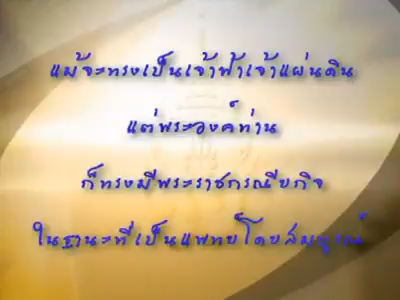 แม้จะทรงเป็นเจ้าฟ้าเจ้าแผ่นดิน
แต่พระองค์ท่าน
ก็ทรงมีพระราชกรณียกิจ
ในฐานะที่เป็นแพทย์โดยสมบูรณ์